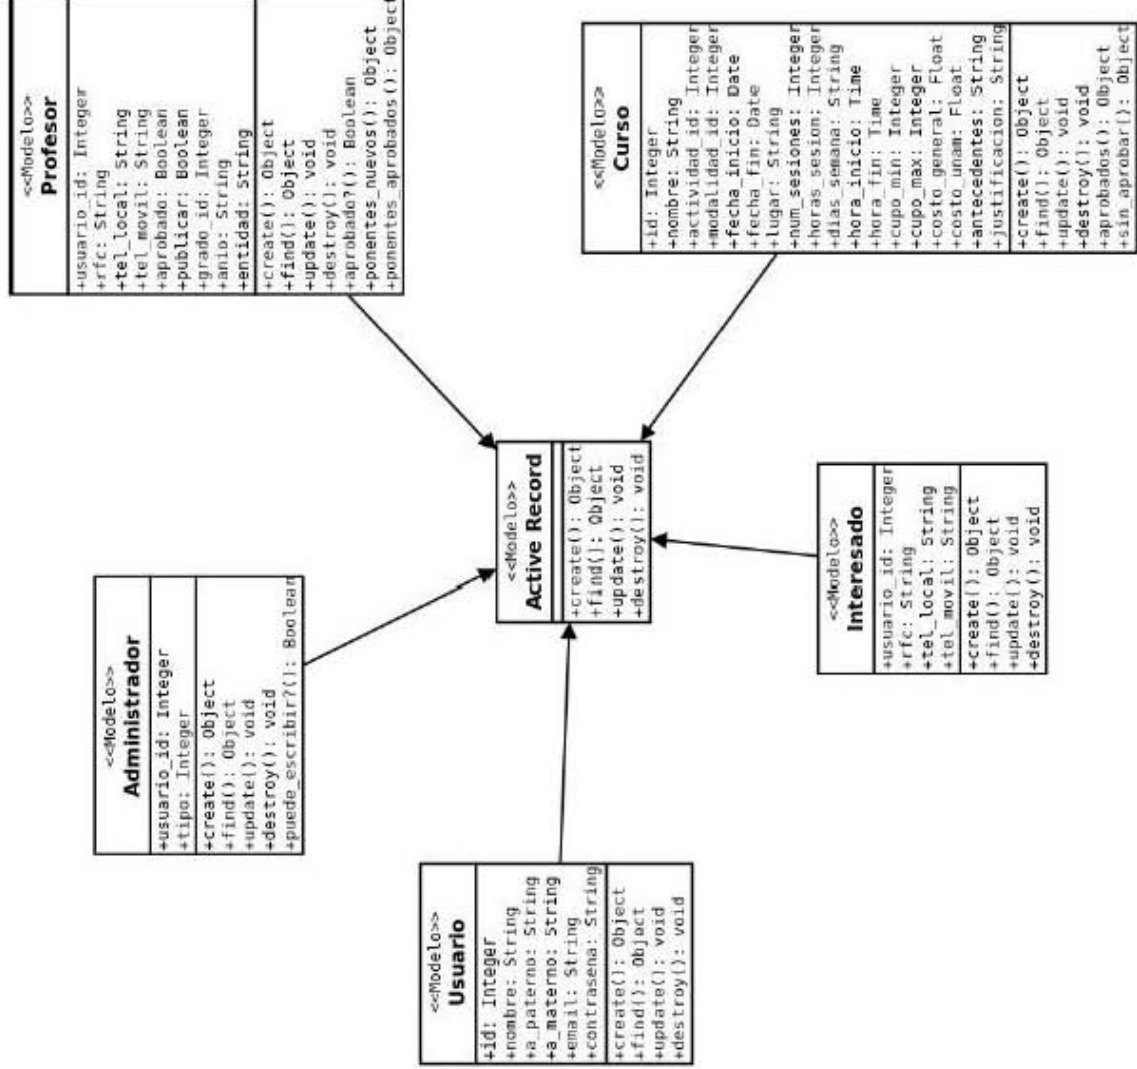 <<Modelo>>
Usuario
+id: Integer
+nombre: String
+a_paterno: String
+a_materno: String
+email: String
+contrasena: String
+create(): Object
+find(): Object
+update(): void
+destroy(): void
<<Modelo>>
Administrador
+usuario_id: Integer
+tipo: Integer
+create(): Object
+find(): Object
+update(): void
+destroy(): void
+puede_escribir?(): Boolean
<<Modelo>>
Active Record
+create(): Object
+find(): Object
+update(): void
+destroy(): void
<<Modelo>>
Interesado
+usuario_id: Integer
+rfc: String
+tel_local: String
+tel_movil: String
+create(): Object
+find(): Object
+update(): void
+destroy(): void
<<Modelo>>
Profesor
+usuario_id: Integer
+rfc: String
+tel_local: String
+tel_movil: String
+aprobado: Boolean
+publicar: Boolean
+grado_id: Integer
+anio: String
+entidad: String
+create(): Object
+find(): Object
+update(): void
+destroy(): void
+aprobado?(): Boolean
+ponentes_nuevos(): Object
+ponentes_aprobados(): Object
<<Modelo>>
Curso
+id: Integer
+nombre: String
+actividad_id: Integer
+modalidad_id: Integer
+fecha_inicio: Date
+fecha_fin: Date
+lugar: String
+num_sesiones: Integer
+horas_sesion: Integer
+dias_semana: String
+hora_inicio: Time
+hora_fin: Time
+cupo_min: Integer
+cupo_max: Integer
+costo_general: Float
+costo_unam: Float
+antecedentes: String
+justificacion: String
+create(): Object
+find(): Object
+update(): void
+destroy(): void
+aprobados(): Object
+sin_aprobar(): Object